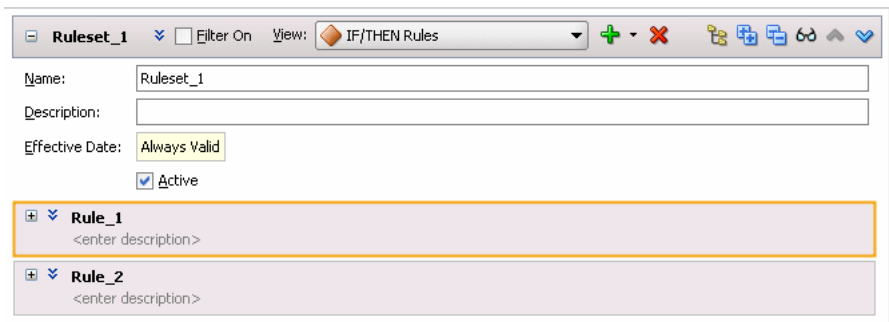 Ruleset_1 Filter On View: IF/THEN Rules
Name: Ruleset_1
Description:
Effective Date: Always Valid
Active
Rule_1
<enter description>
Rule_2
<enter description>